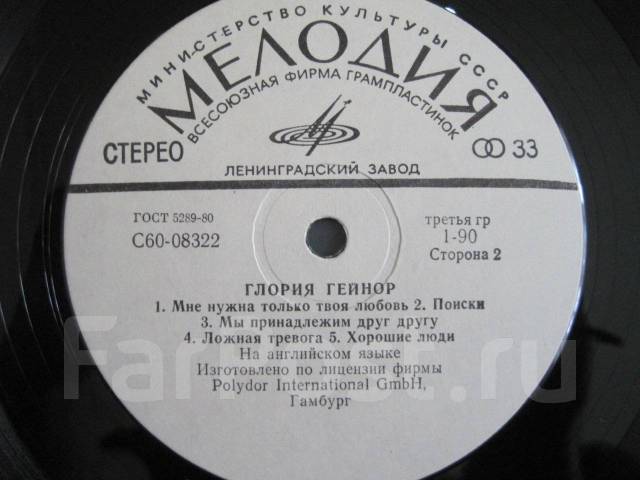 МИНИСТЕРСТВО КУЛЬТУРЫ СССР
МЕЛОДИЯ
ВСЕСОЮЗНАЯ ФИРМА ГРАМПЛАСТИНОК
СТЕРЕО
33
ЛЕНИНГРАДСКИЙ ЗАВОД
ГОСТ 5289-80
третья гр
С60-08322
1-90
Сторона 2
ГЛОРИЯ ГЕЙНОР
1. Мне нужна только твоя любовь 2. Поиски
3. Мы принадлежим друг другу
4. Ложная тревога 5. Хорошие люди
На английском языке
Изготовлено по лицензии фирмы
Polydor International GmbH,
Гамбург
FarPost.ru